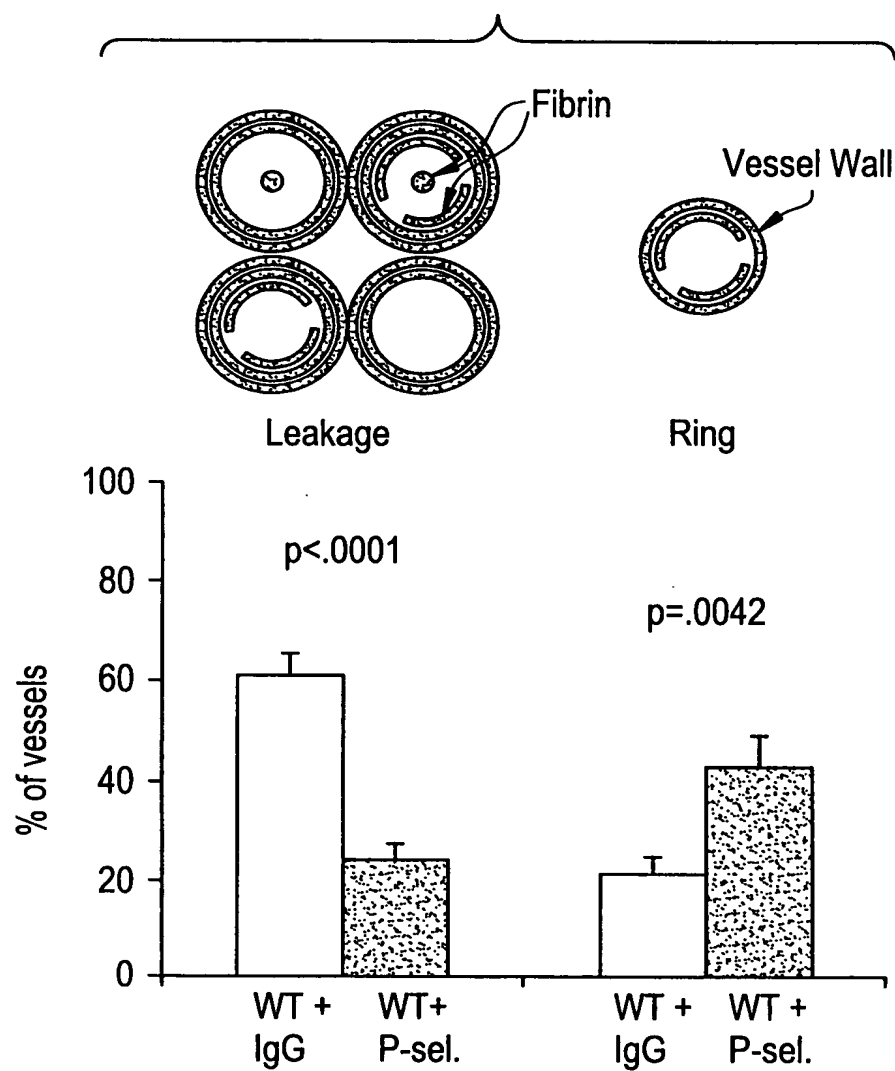 Fibrin
Vessel Wall
Leakage
Ring
100
80
60
40
20
0
% of vessels
p<.0001
p=.0042
WT +
IgG
WT+
P-sel.
WT +
IgG
WT +
P-sel.